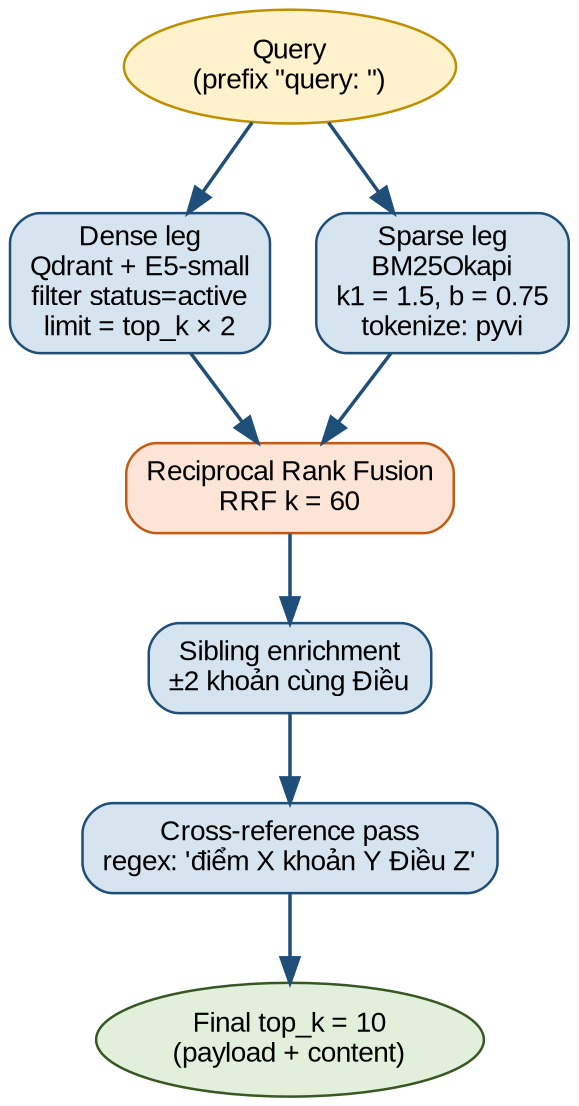 Query
(prefix "query: ")
Dense leg
Qdrant + E5-small
filter status=active
limit = top_k × 2
Sparse leg
BM25Okapi
k1 = 1.5, b = 0.75
tokenize: pyvi
Reciprocal Rank Fusion
RRF k = 60
Sibling enrichment
±2 khoản cùng Điều
Cross-reference pass
regex: 'điểm X khoản Y Điều Z'
Final top_k = 10
(payload + content)